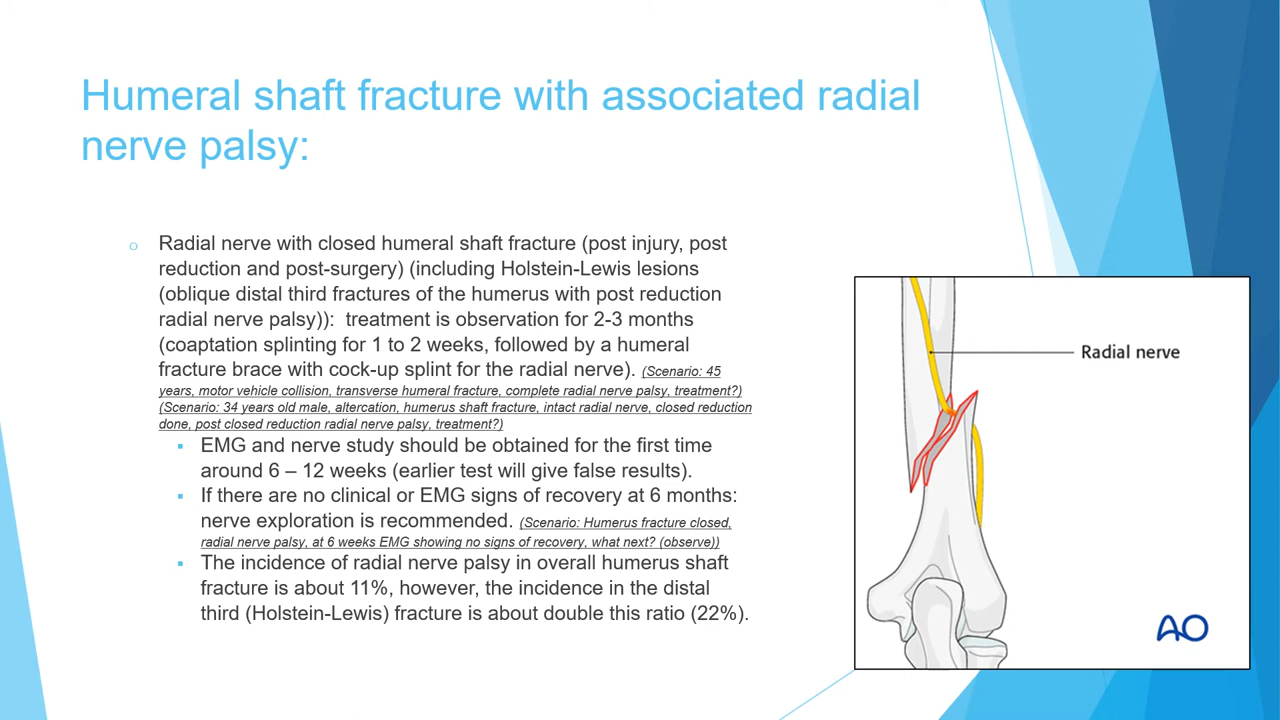 Humeral shaft fracture with associated radial
nerve palsy:
o Radial nerve with closed humeral shaft fracture (post injury, post
reduction and post-surgery) (including Holstein-Lewis lesions
(oblique distal third fractures of the humerus with post reduction
radial nerve palsy)): treatment is observation for 2-3 months
(coaptation splinting for 1 to 2 weeks, followed by a humeral
fracture brace with cock-up splint for the radial nerve). (Scenario: 45
years, motor vehicle collision, transverse humeral fracture, complete radial nerve palsy, treatment?)
(Scenario: 34 years old male, altercation, humerus shaft fracture, intact radial nerve, closed reduction
done, post closed reduction radial nerve palsy, treatment?)
▪ EMG and nerve study should be obtained for the first time
around 6 – 12 weeks (earlier test will give false results).
▪ If there are no clinical or EMG signs of recovery at 6 months:
nerve exploration is recommended. (Scenario: Humerus fracture closed,
radial nerve palsy, at 6 weeks EMG showing no signs of recovery, what next? (observe))
▪ The incidence of radial nerve palsy in overall humerus shaft
fracture is about 11%, however, the incidence in the distal
third (Holstein-Lewis) fracture is about double this ratio (22%).
Radial nerve
AO